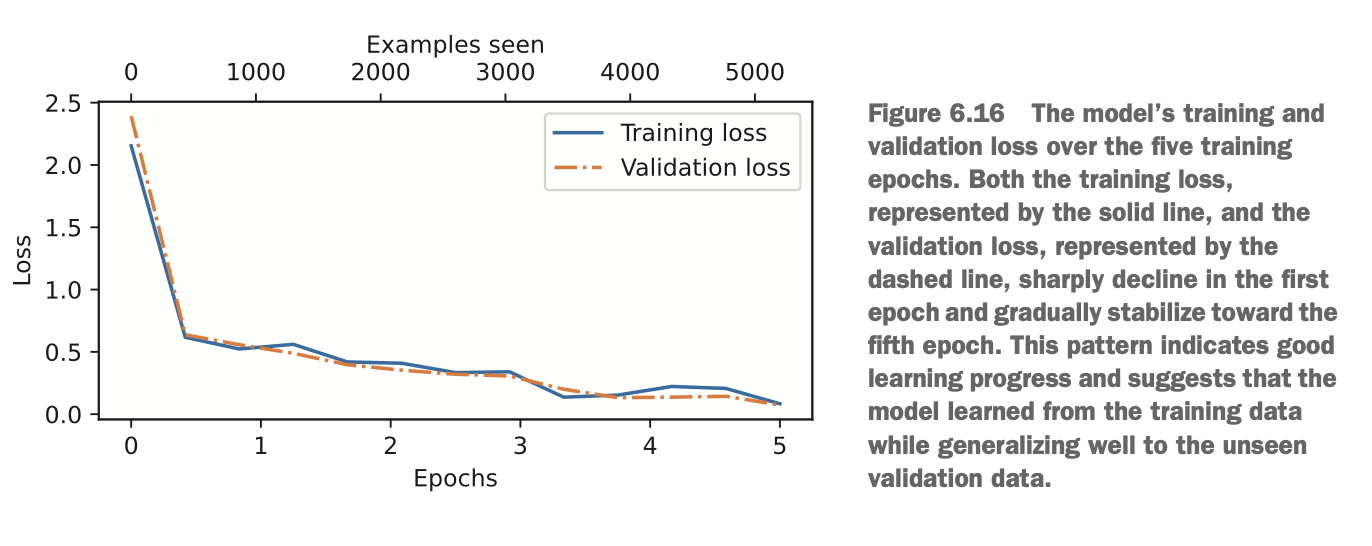 Examples seen
0 1000 2000 3000 4000 5000
2.5
2.0
1.5
1.0
0.5
0.0
Loss
Training loss
Validation loss
0 1 2 3 4 5
Epochs
Figure 6.16 The model’s training and
validation loss over the five training
epochs. Both the training loss,
represented by the solid line, and the
validation loss, represented by the
dashed line, sharply decline in the first
epoch and gradually stabilize toward the
fifth epoch. This pattern indicates good
learning progress and suggests that the
model learned from the training data
while generalizing well to the unseen
validation data.